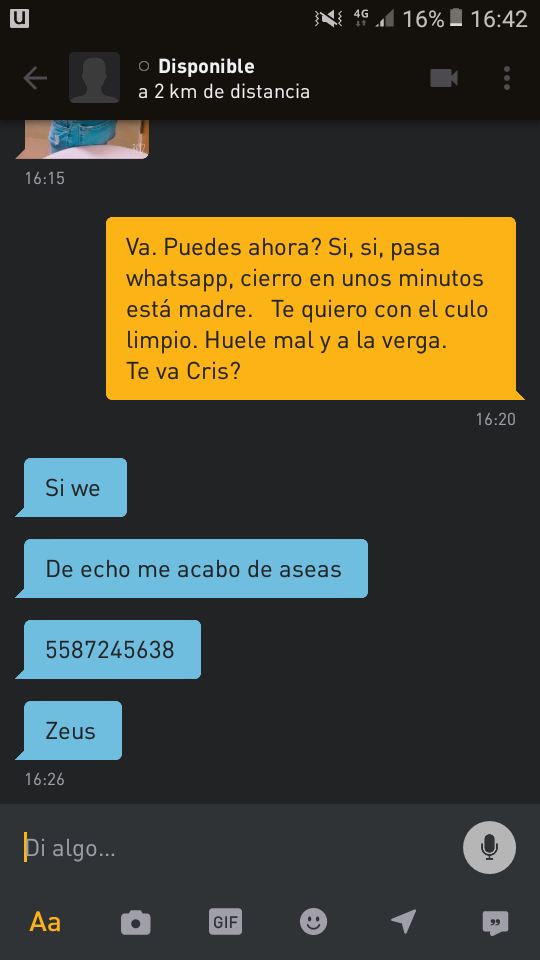 u
4G
16%
16:42
Disponible
a 2 km de distancia
16:15
Va. Puedes ahora? Si, si, pasa
whatsapp, cierro en unos minutos
está madre. Te quiero con el culo
limpio. Huele mal y a la verga.
Te va Cris?
16:20
Si we
De echo me acabo de aseas
5587245638
Zeus
16:26
Di algo...
Aa
GIF